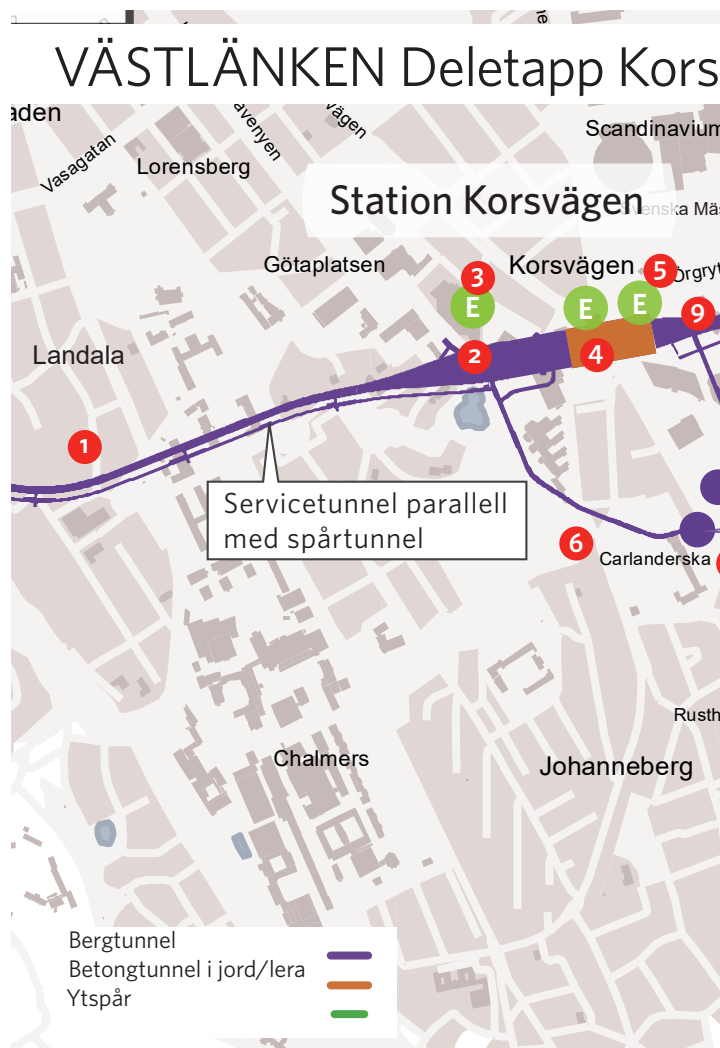 VÄSTLÄNKEN Deletapp Kors
aden
Vasagatan
avenyen
vägen
Scandinavium
Lorensberg
Station Korsvägen
Svenska Mäs
Götaplatsen
Korsvägen
Örgryt
3
5
E
E
E
9
2
4
Landala
1
Servicetunnel parallell
med spårtunnel
6
Carlanderska
Rusth
Chalmers
Johanneberg
Bergtunnel
Betongtunnel i jord/lera
Ytspår